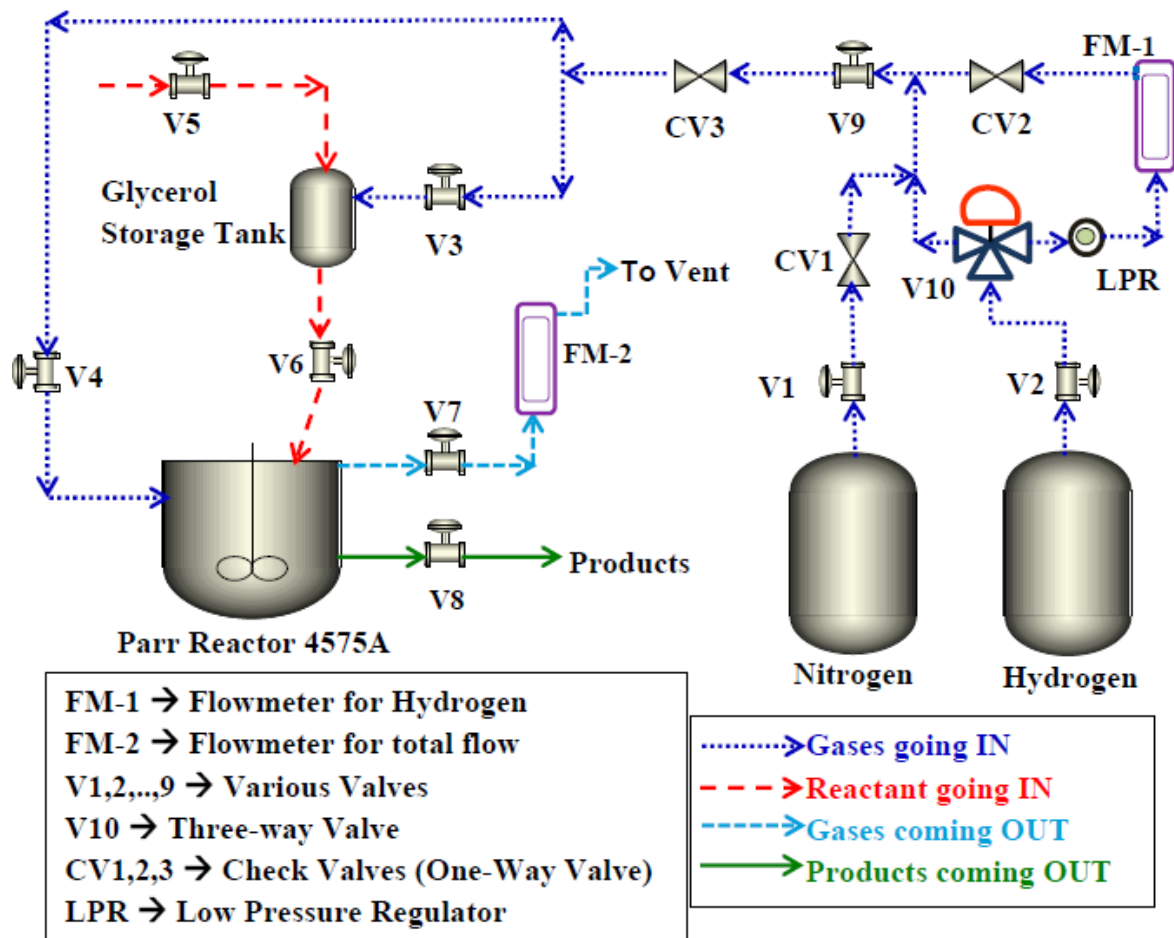 FM-1
V5
CV3
V9
CV2
Glycerol
Storage Tank
V3
CV1
V10
LPR
To Vent
V4
V6
FM-2
V1
V2
V7
Products
V8
Parr Reactor 4575A
Nitrogen
Hydrogen
FM-1 → Flowmeter for Hydrogen
FM-2 → Flowmeter for total flow
V1,2,..,9 → Various Valves
V10 → Three-way Valve
CV1,2,3 → Check Valves (One-Way Valve)
LPR → Low Pressure Regulator
Gases going IN
Reactant going IN
Gases coming OUT
Products coming OUT